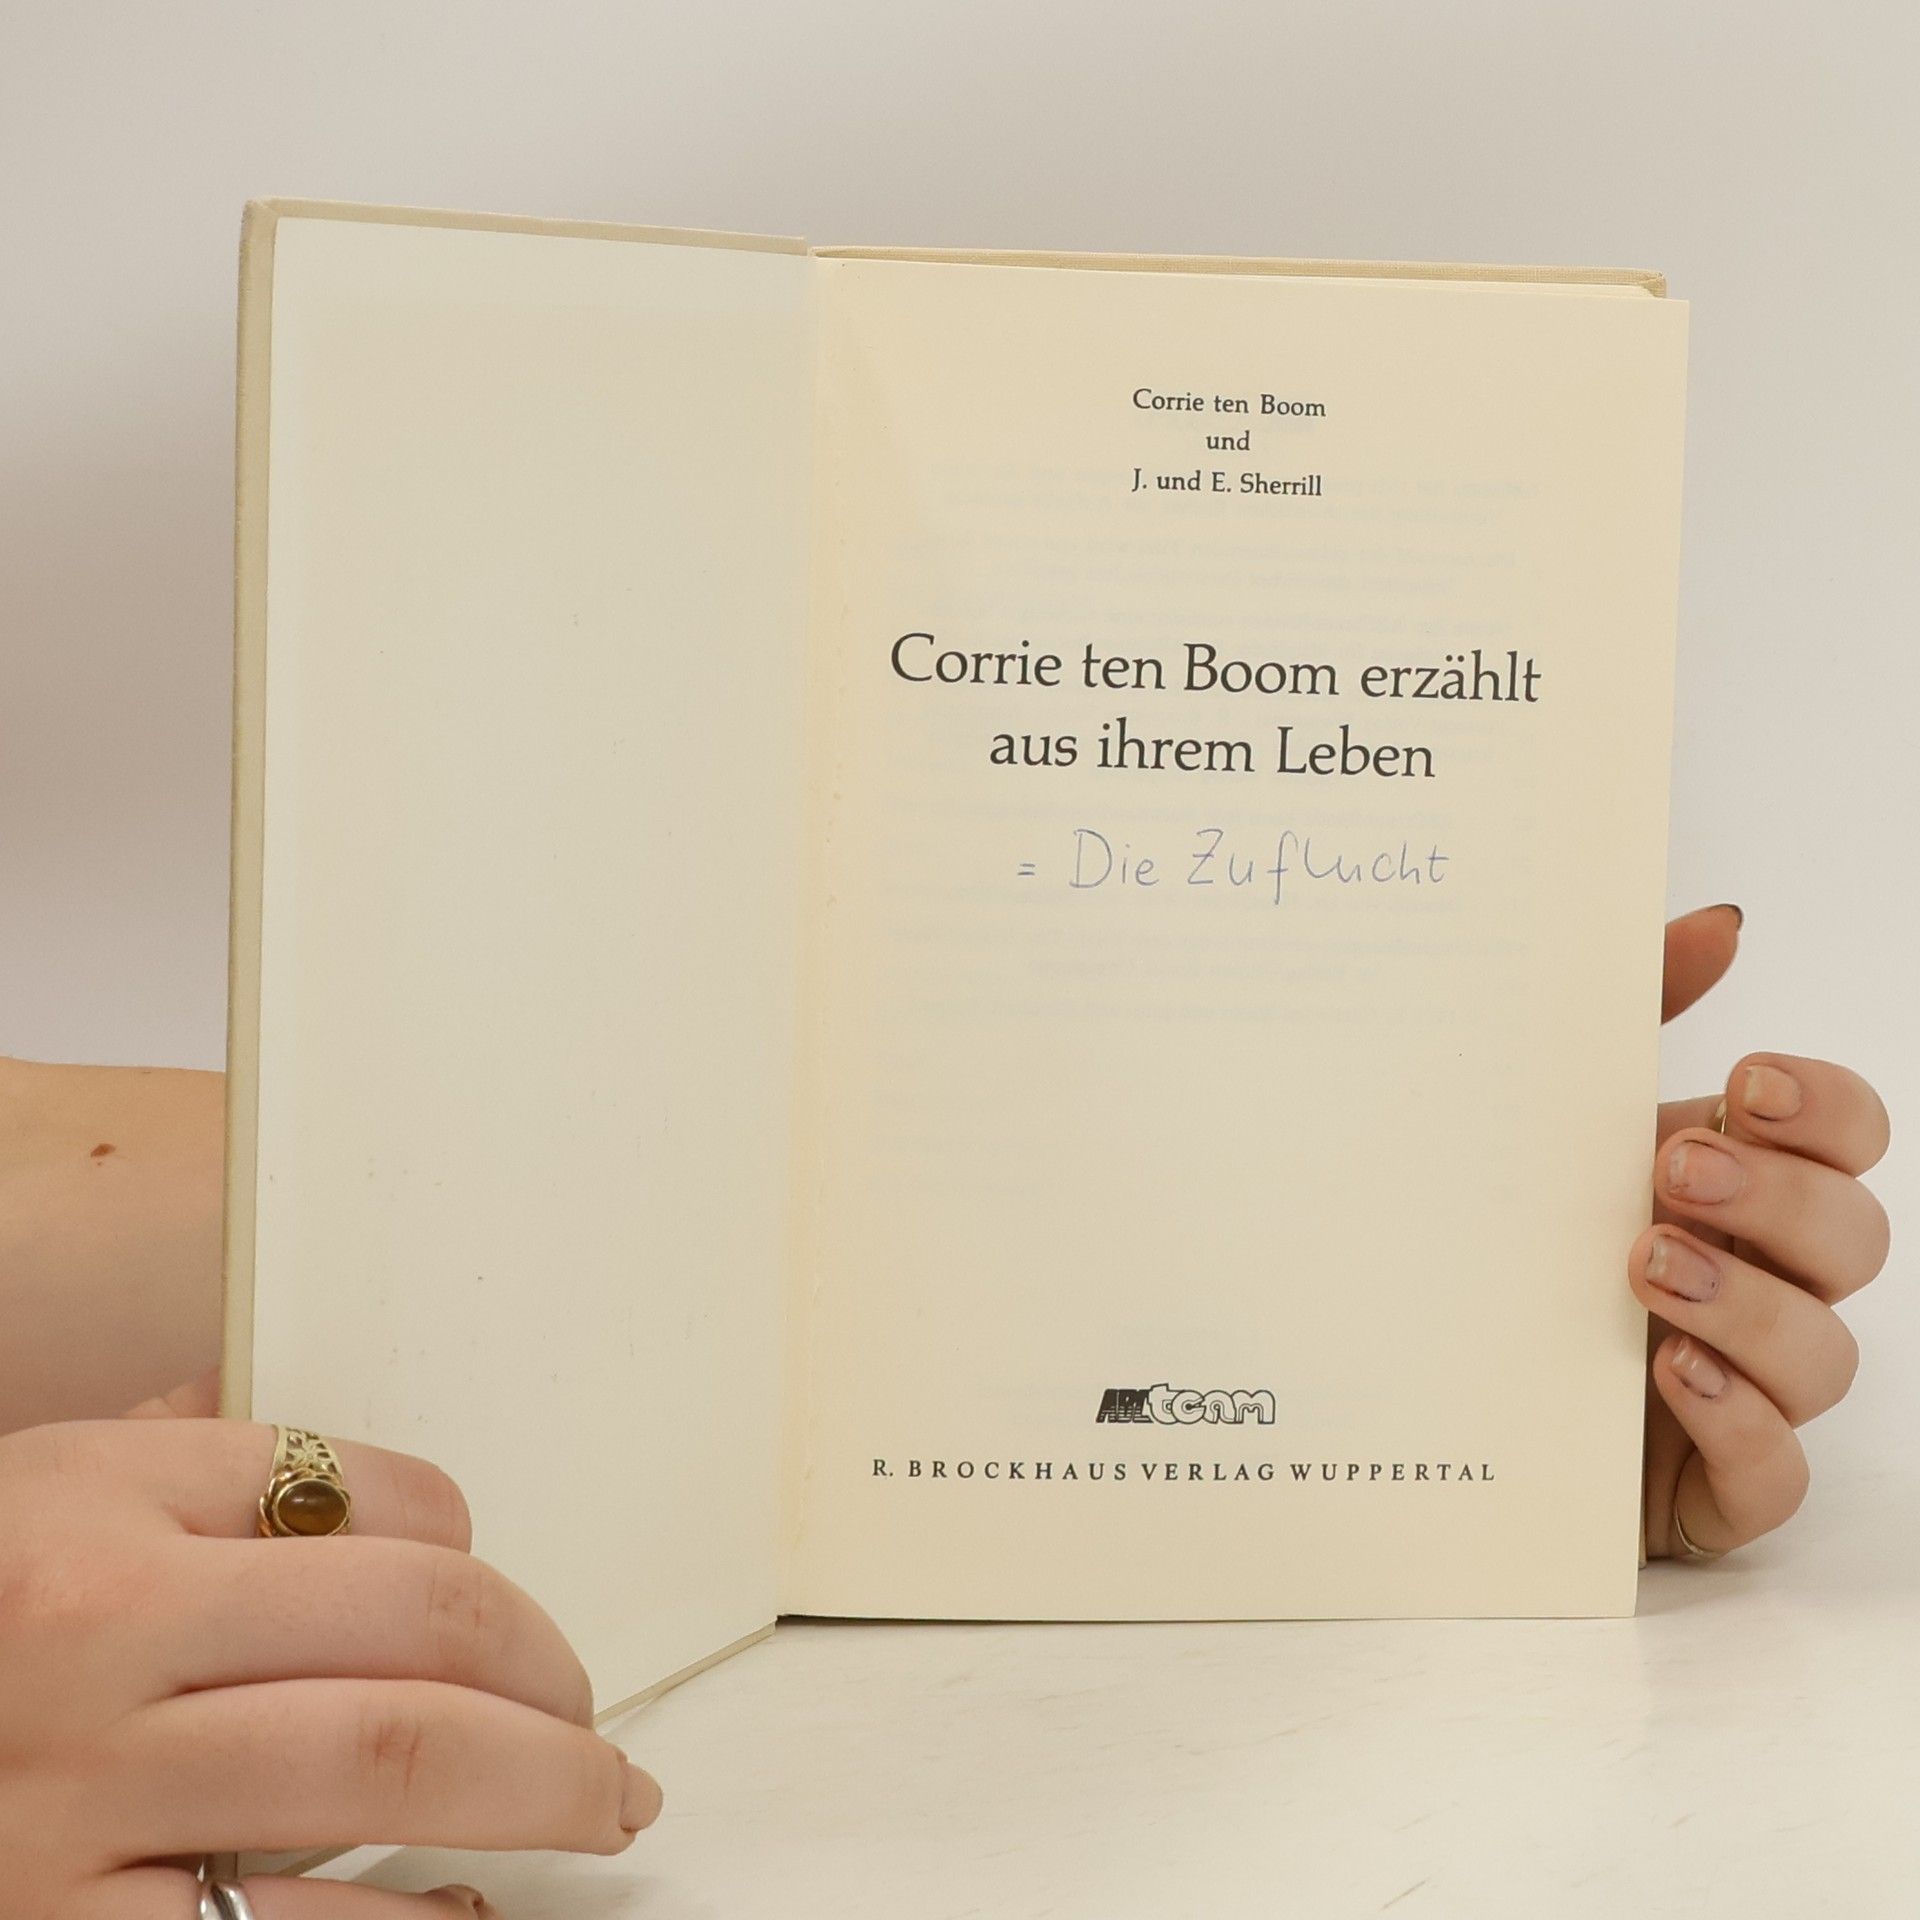 Corrie ten Boom
und
J. und E. Sherrill
Corrie ten Boom erzählt
aus ihrem Leben
= Die Zuflucht
ABCteam
R. BROCKHAUS VERLAG WUPPERTAL